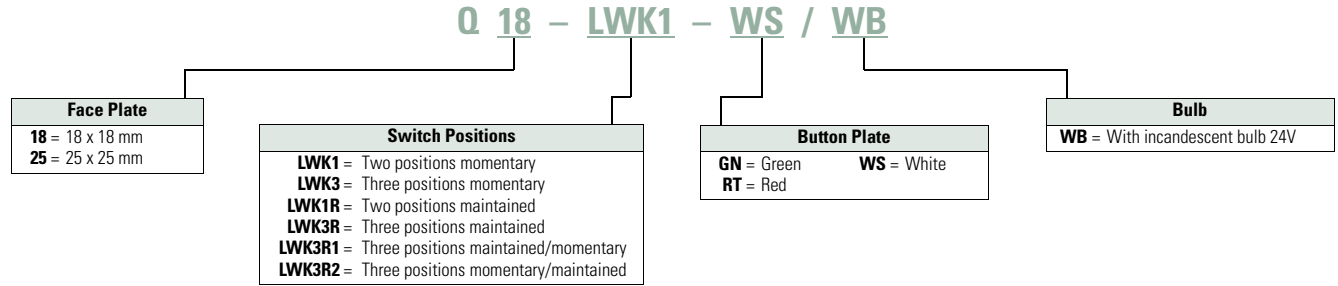 Q 18 – LWK1 – WS / WB
Face Plate
18 = 18 x 18 mm
25 = 25 x 25 mm
Switch Positions
LWK1 = Two positions momentary
LWK3 = Three positions momentary
LWK1R = Two positions maintained
LWK3R = Three positions maintained
LWK3R1 = Three positions maintained/momentary
LWK3R2 = Three positions momentary/maintained
Button Plate
GN = Green WS = White
RT = Red
Bulb
WB = With incandescent bulb 24V